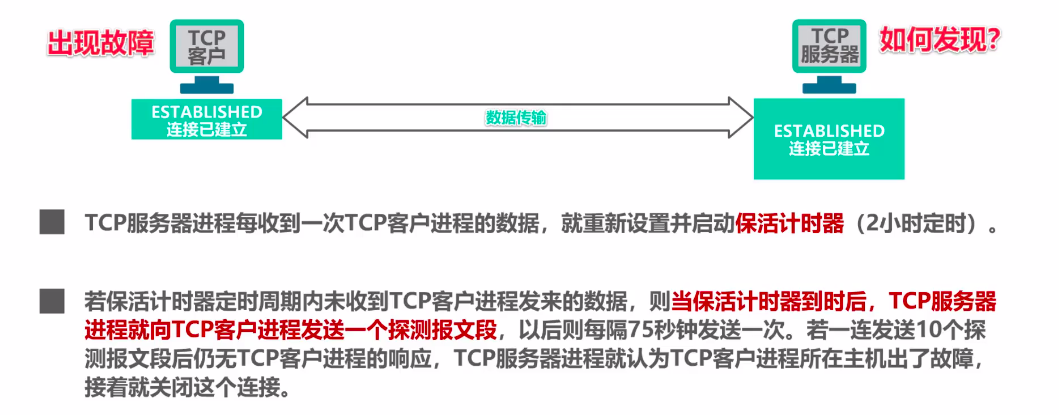 出现故障
TCP
客户
TCP
服务器
如何发现？
ESTABLISHED
连接已建立
数据传输
ESTABLISHED
连接已建立
TCP服务器进程每收到一次TCP客户进程的数据，就重新设置并启动保活计时器（2小时定时）。
若保活计时器定时周期内未收到TCP客户进程发来的数据，则当保活计时器到时后，TCP服务器
进程就向TCP客户进程发送一个探测报文段，以后则每隔75秒钟发送一次。若一连发送10个探
测报文段后仍无TCP客户进程的响应，TCP服务器进程就认为TCP客户进程所在主机出了故障，
接着就关闭这个连接。